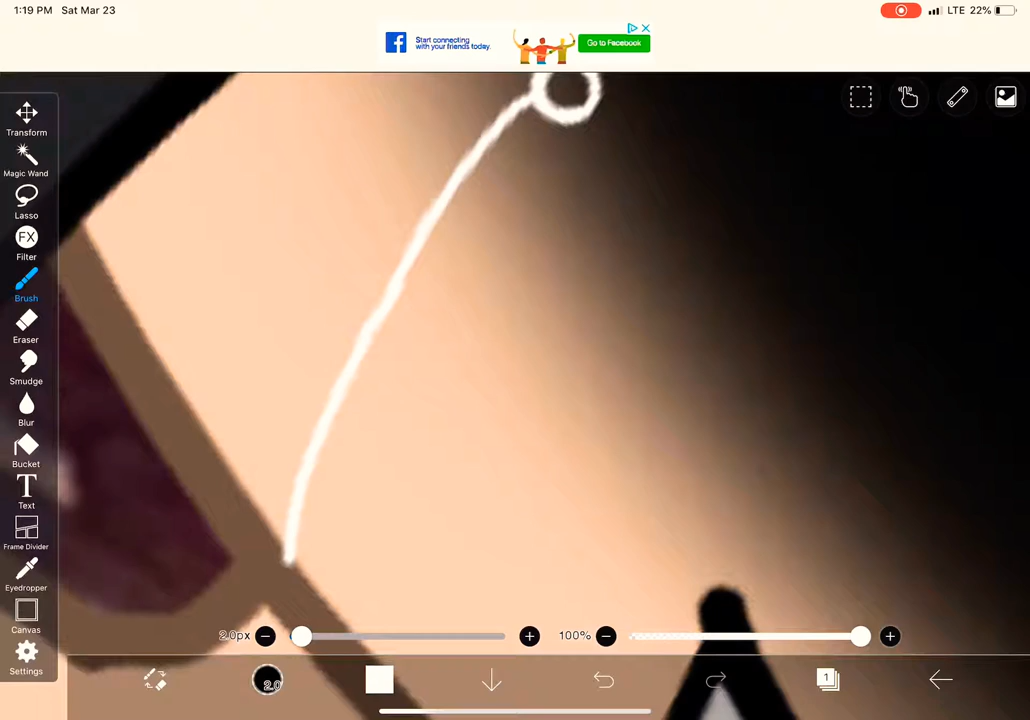 1:19 PM Sat Mar 23
LTE 22%
Start connecting
with your friends today.
Go to Facebook
Transform
Magic Wand
Lasso
FX
Filter
Brush
Eraser
Smudge
Blur
Bucket
T
Text
Frame Divider
Eyedropper
Canvas
Settings
2.0px
100%
2.0
1